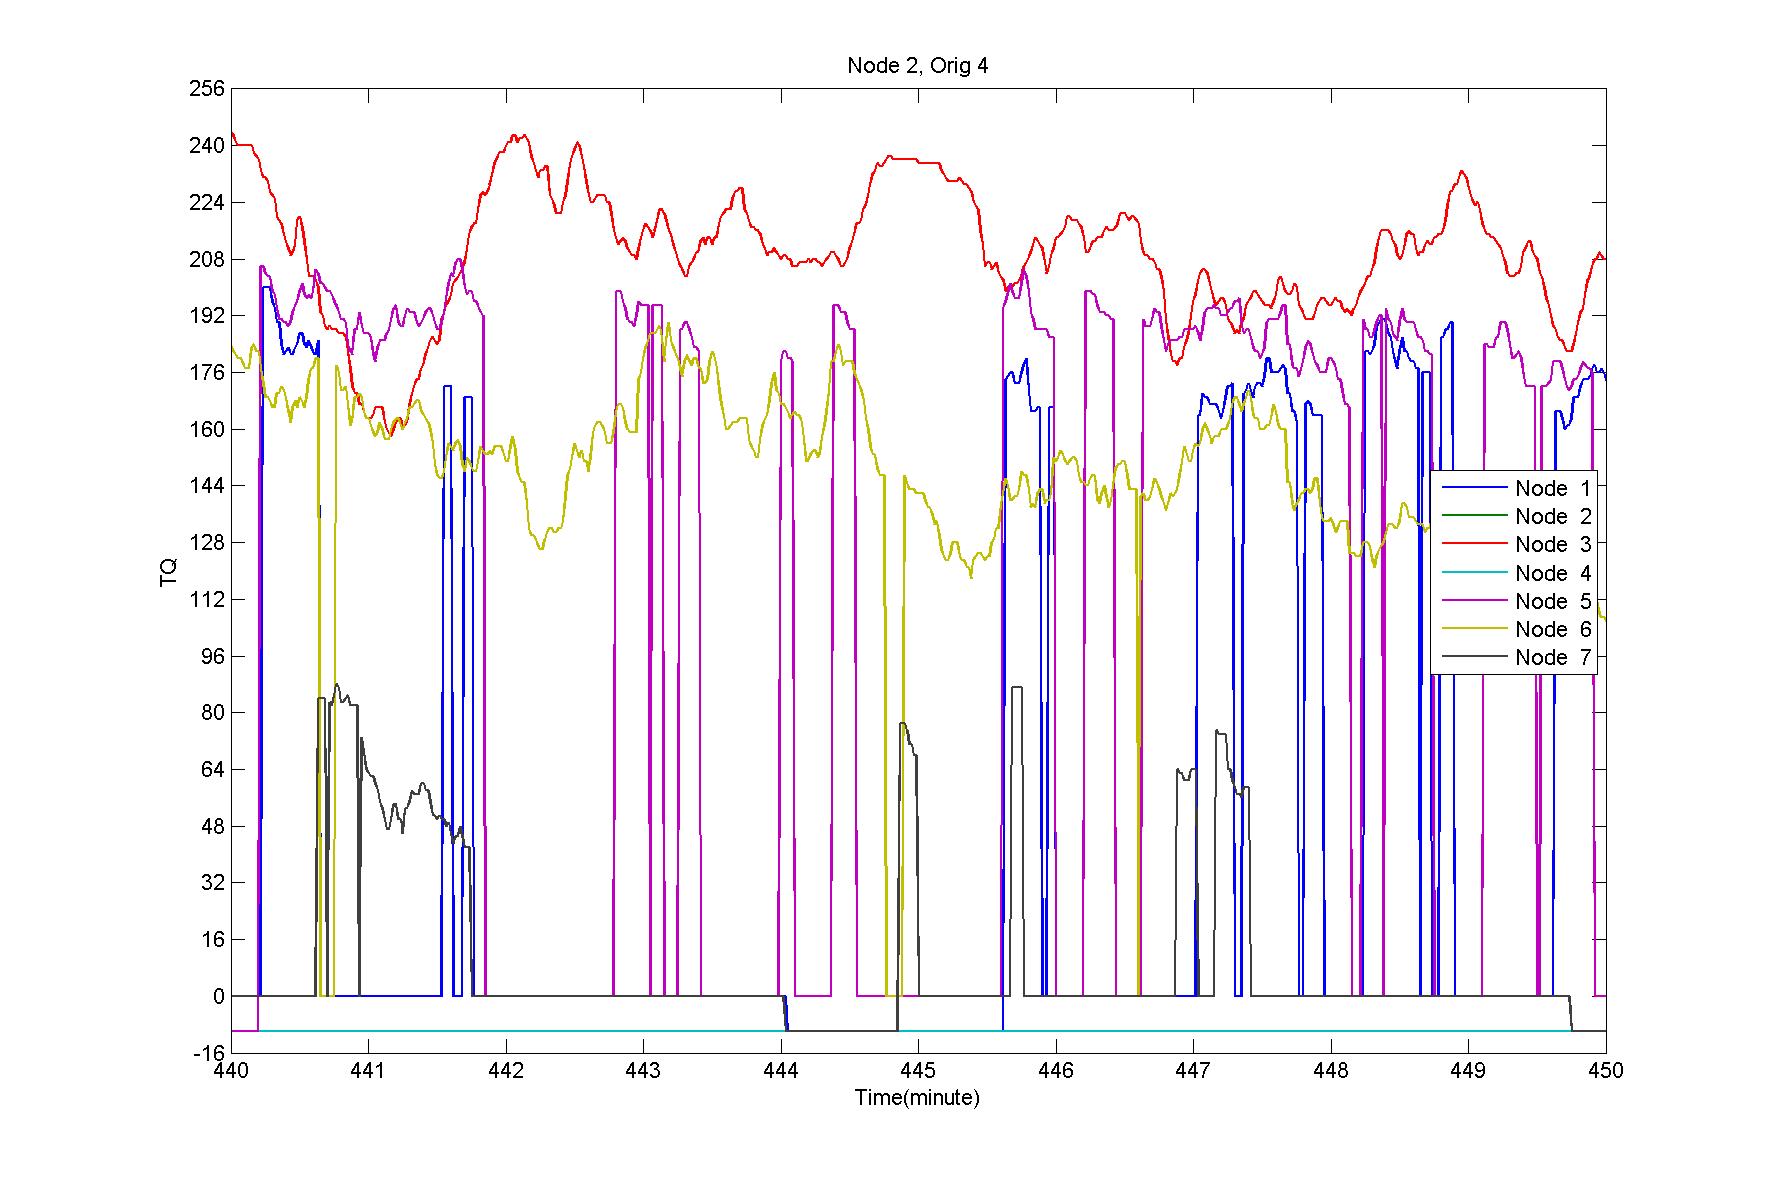 Node 2, Orig 4
256
240
224
208
192
176
160
144
128
112
96
80
64
48
32
16
0
-16
TQ
Node 1
Node 2
Node 3
Node 4
Node 5
Node 6
Node 7
440 441 442 443 444 445 446 447 448 449 450
Time(minute)